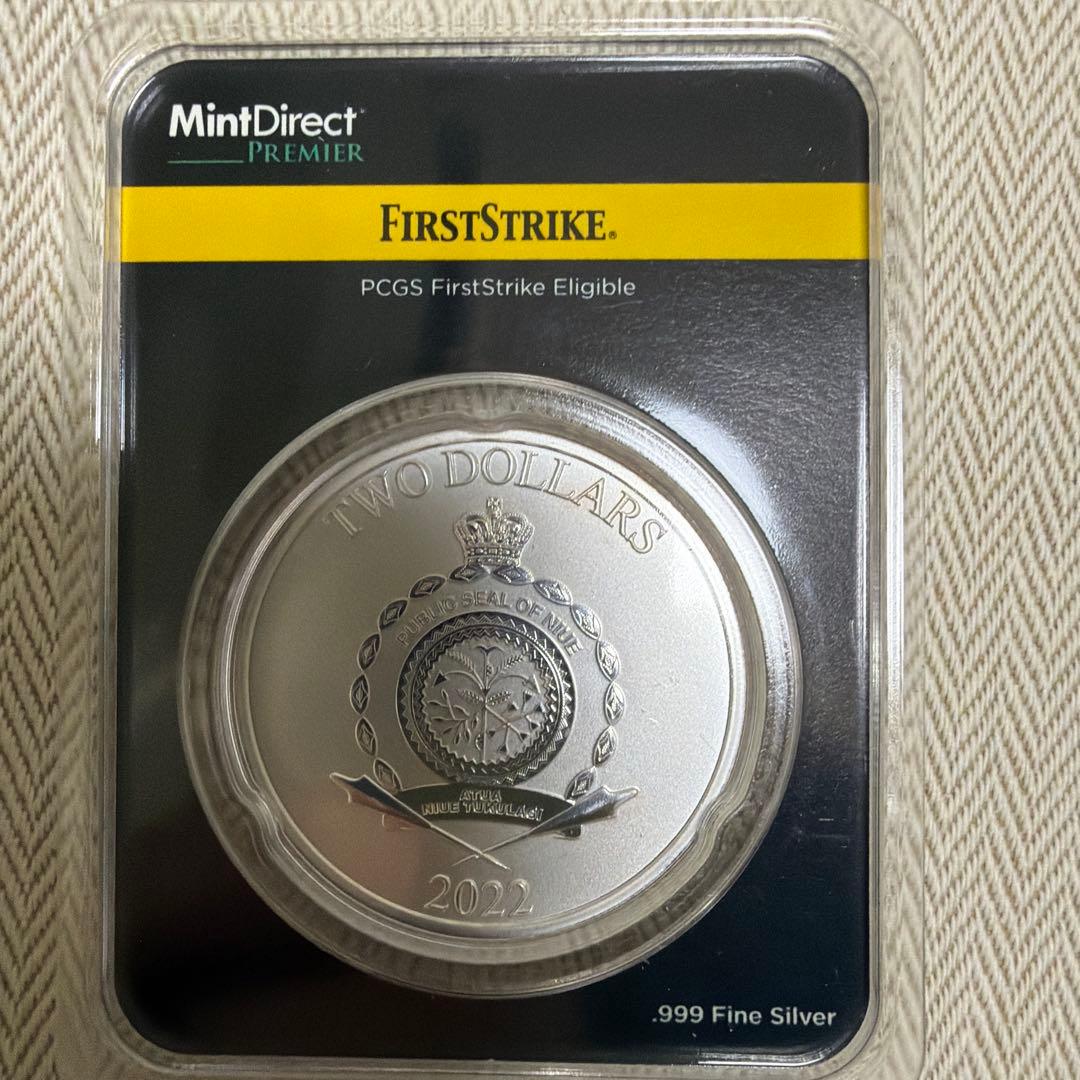 MintDirect
PREMIER
FIRSTSTRIKE®
PCGS FirstStrike Eligible
TWO DOLLARS
PUBLIC SEAL OF NIUE
ATUA
NIUE TUKULAGI
2022
.999 Fine Silver